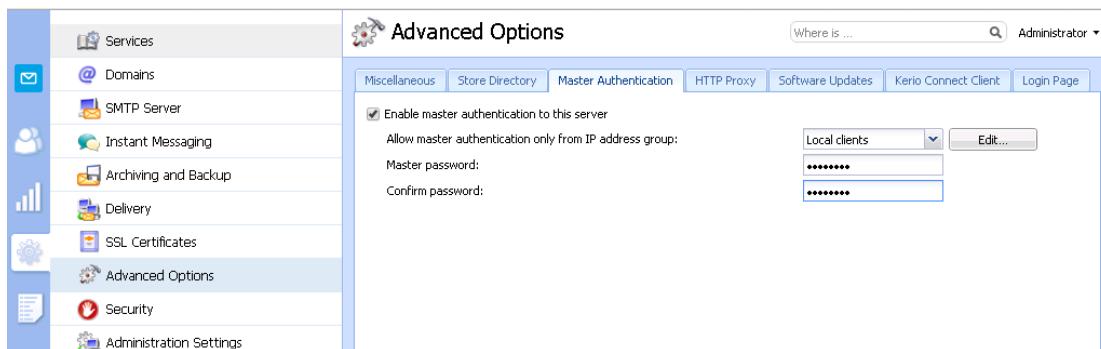 Services
Domains
SMTP Server
Instant Messaging
Archiving and Backup
Delivery
SSL Certificates
Advanced Options
Security
Administration Settings
Advanced Options
Where is ...
Administrator
Miscellaneous Store Directory Master Authentication HTTP Proxy Software Updates Kerio Connect Client Login Page
Enable master authentication to this server
Allow master authentication only from IP address group: Local clients Edit...
Master password: ••••••••
Confirm password: ••••••••